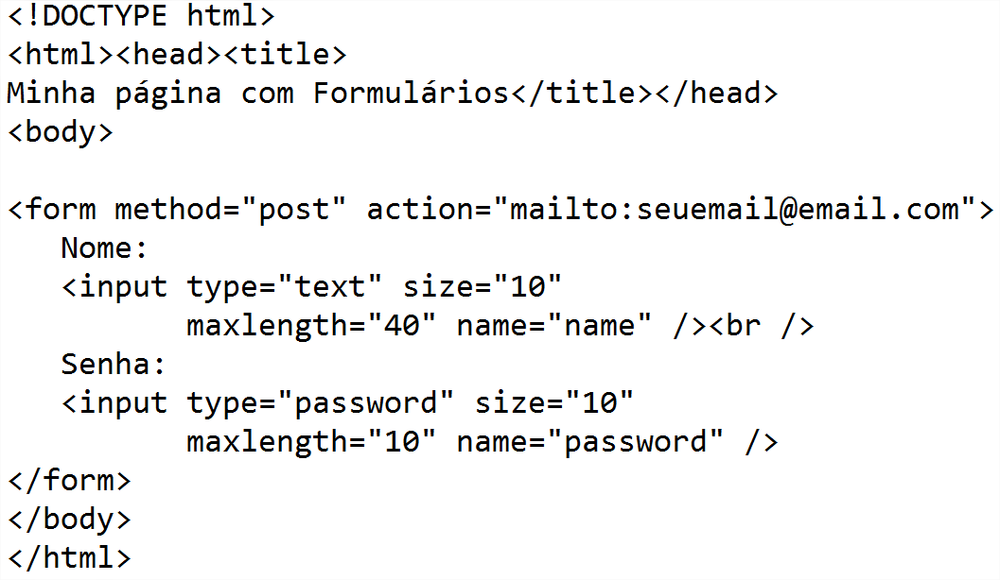 <!DOCTYPE html>
<html><head><title>
Minha página com Formulários</title></head>
<body>

<form method="post" action="mailto:seuemail@email.com">
   Nome:
   <input type="text" size="10"
          maxlength="40" name="name" /><br />
   Senha:
   <input type="password" size="10"
          maxlength="10" name="password" />
</form>
</body>
</html>